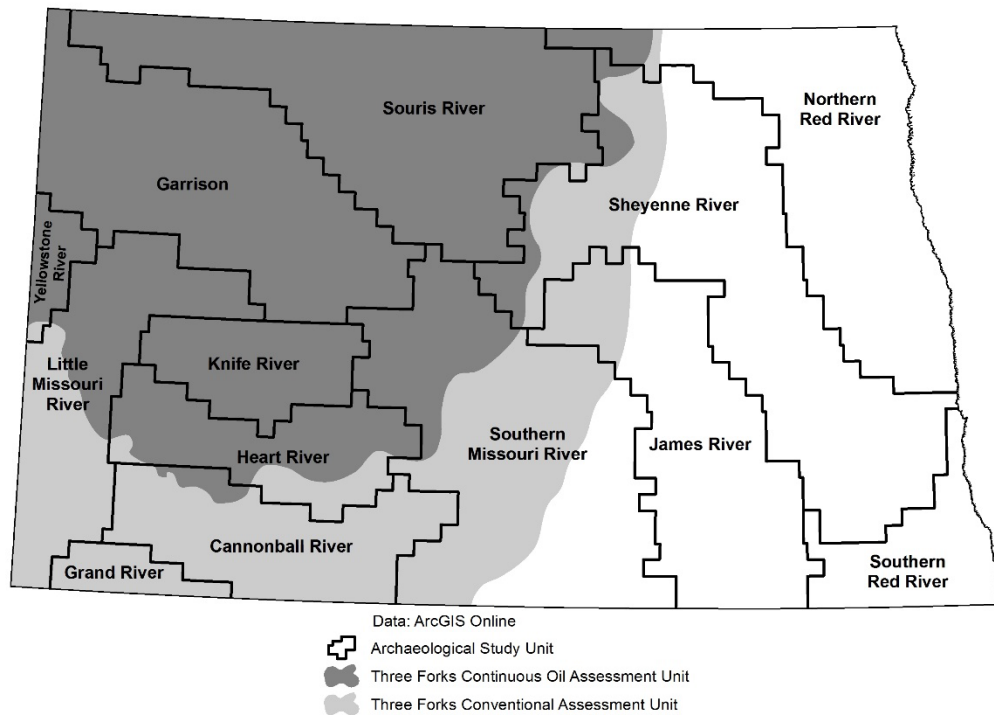 Souris River
Northern
Red River
Garrison
Sheyenne River
Yellowstone
River
Little
Missouri
River
Knife River
Heart River
Southern
Missouri River
James River
Cannonball River
Grand River
Southern
Red River
Data: ArcGIS Online
Archaeological Study Unit
Three Forks Continuous Oil Assessment Unit
Three Forks Conventional Assessment Unit